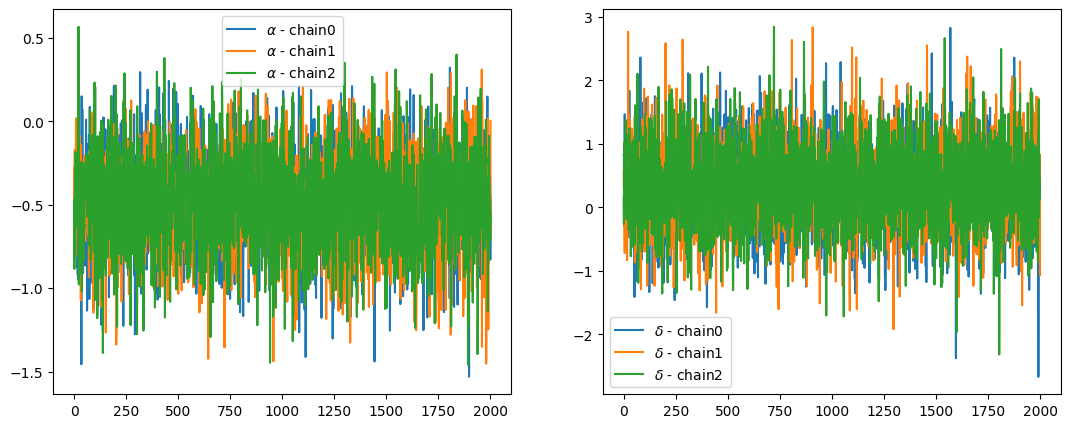 α - chain0
α - chain1
α - chain2
0.5
0.0
−0.5
−1.0
−1.5
0 250 500 750 1000 1250 1500 1750 2000
δ - chain0
δ - chain1
δ - chain2
3
2
1
0
−1
−2
0 250 500 750 1000 1250 1500 1750 2000